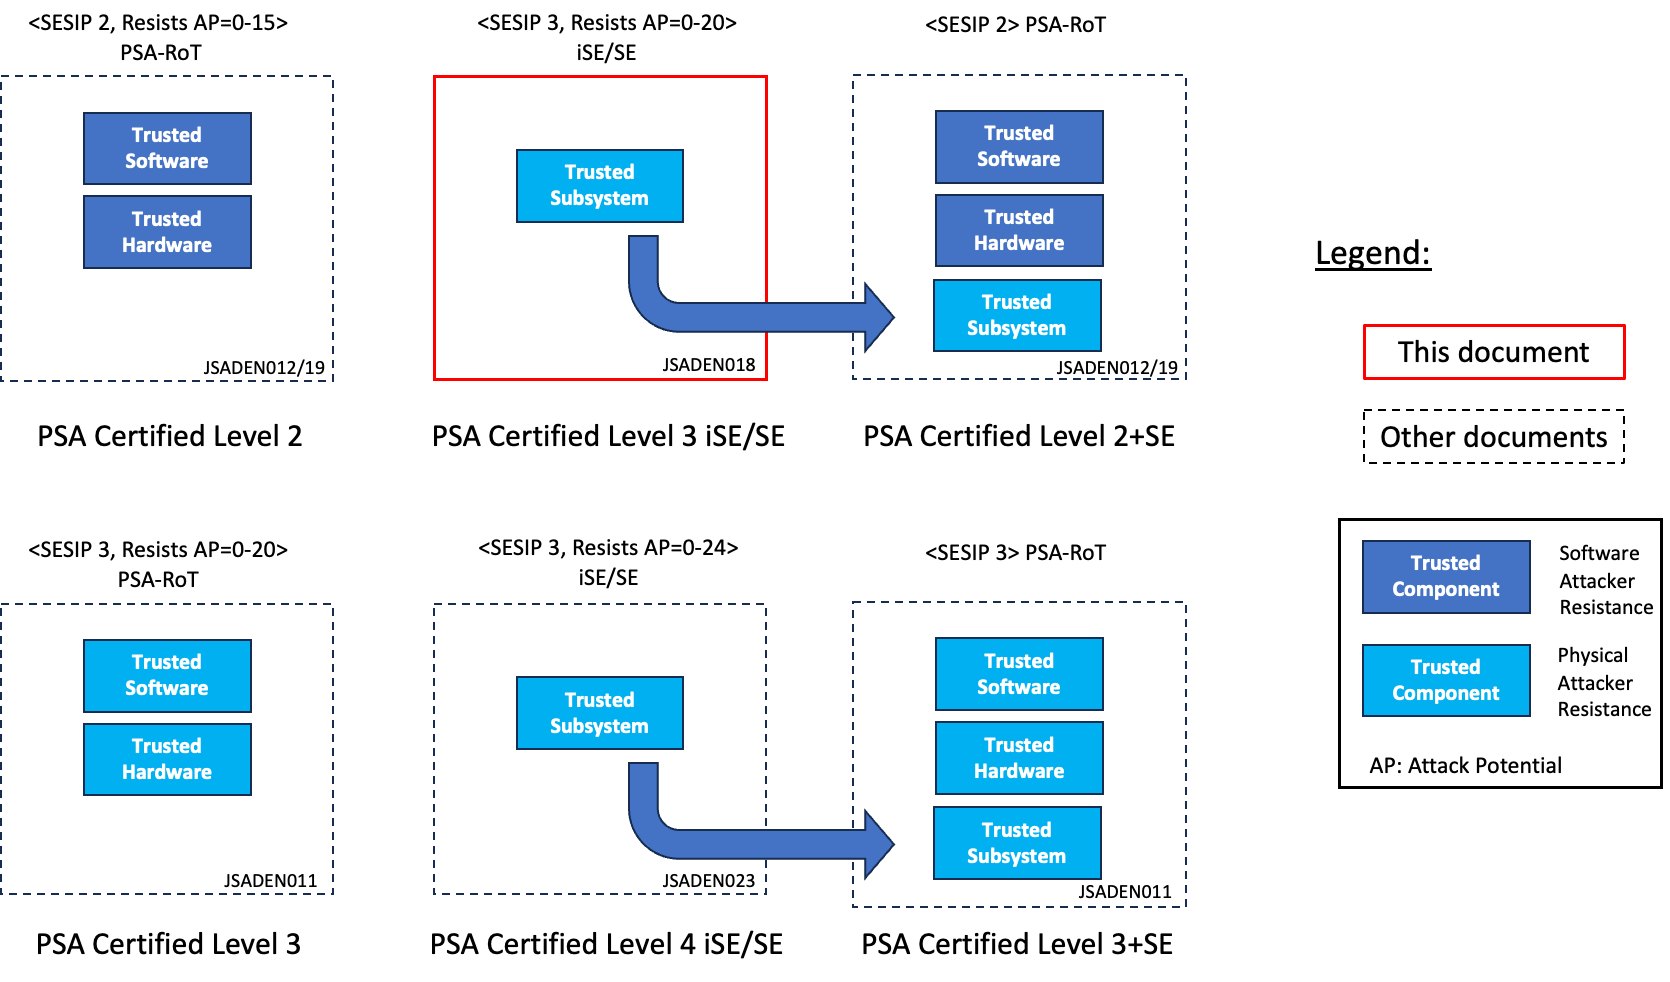 <SESIP 2, Resists AP=0-15>
PSA-RoT
Trusted
Software
Trusted
Hardware
JSADEN012/19
PSA Certified Level 2
<SESIP 3, Resists AP=0-20>
iSE/SE
Trusted
Subsystem
JSADEN018
PSA Certified Level 3 iSE/SE
<SESIP 2> PSA-RoT
Trusted
Software
Trusted
Hardware
Trusted
Subsystem
JSADEN012/19
PSA Certified Level 2+SE
<SESIP 3, Resists AP=0-20>
PSA-RoT
Trusted
Software
Trusted
Hardware
JSADEN011
PSA Certified Level 3
<SESIP 3, Resists AP=0-24>
iSE/SE
Trusted
Subsystem
JSADEN023
PSA Certified Level 4 iSE/SE
<SESIP 3> PSA-RoT
Trusted
Software
Trusted
Hardware
Trusted
Subsystem
JSADEN011
PSA Certified Level 3+SE
Legend:
This document
Other documents
Trusted
Component
Software
Attacker
Resistance
Trusted
Component
Physical
Attacker
Resistance
AP: Attack Potential